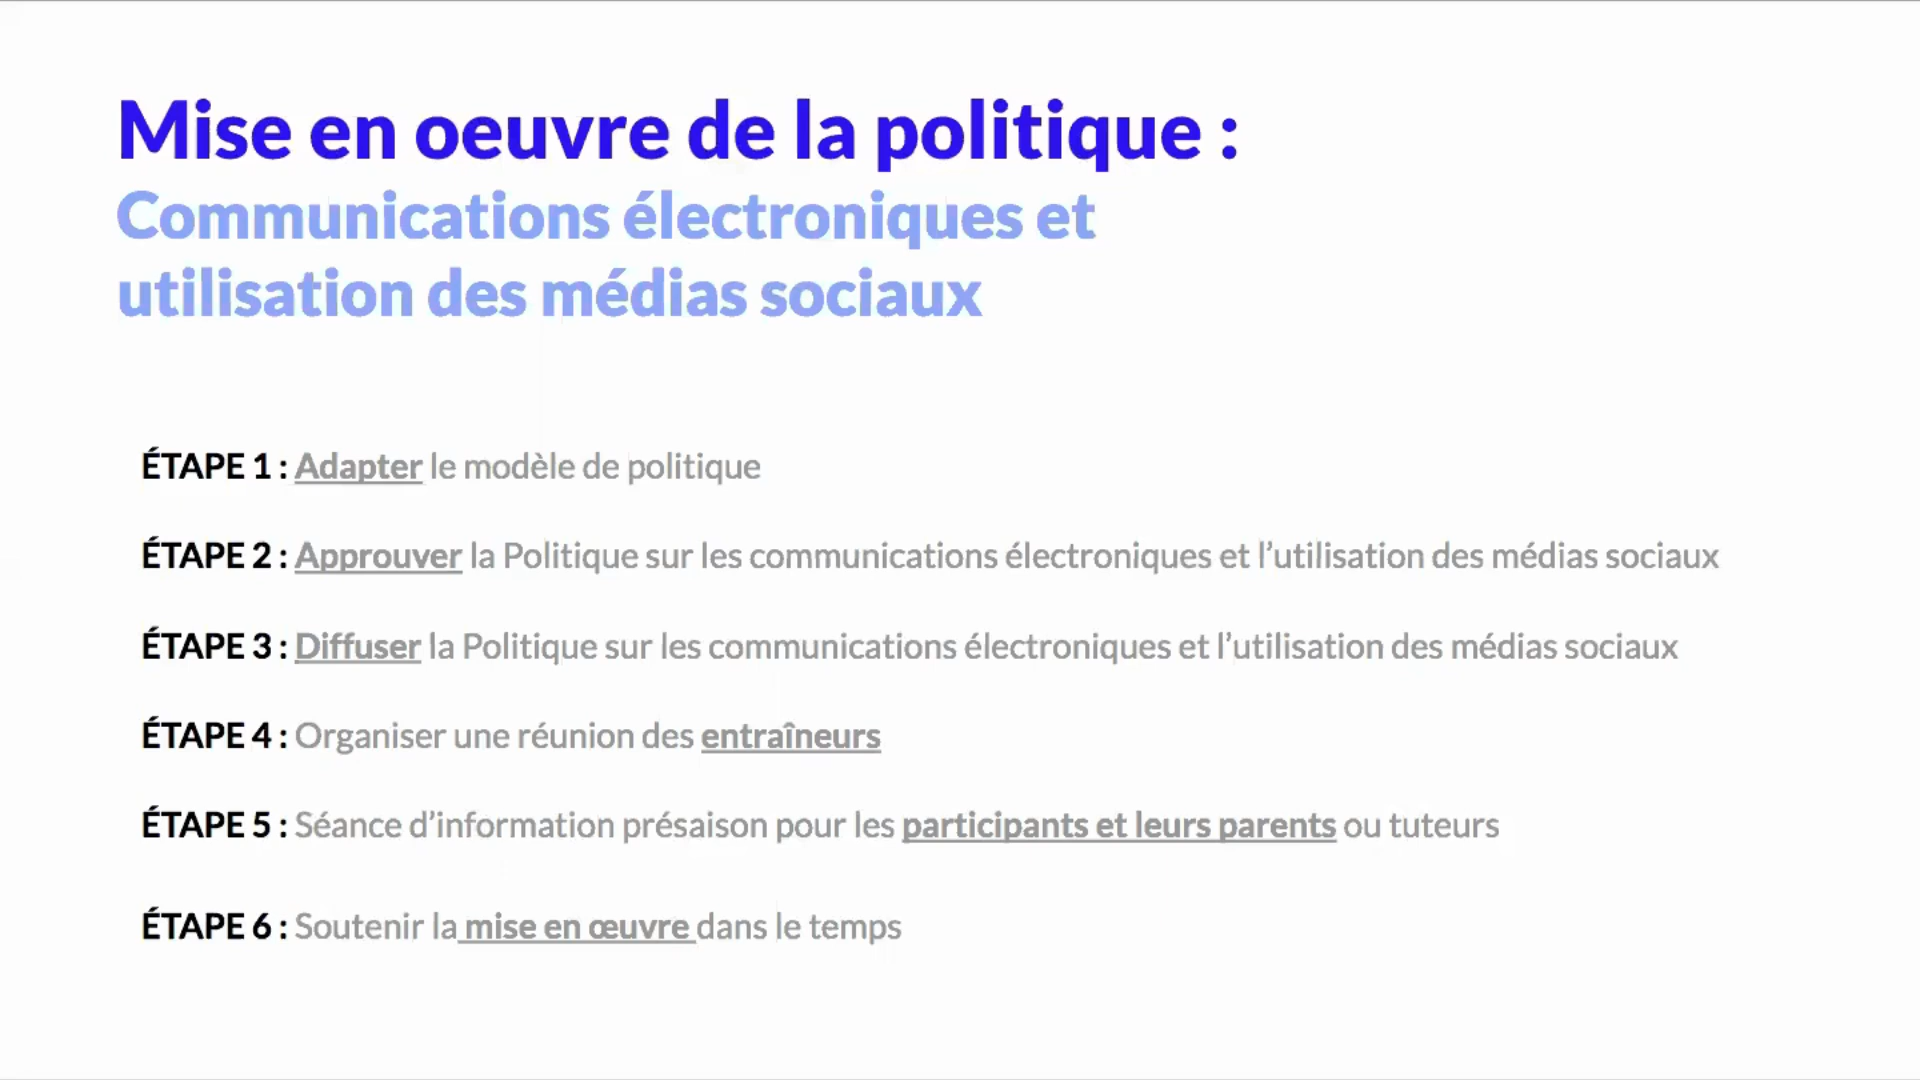 Mise en oeuvre de la politique :
Communications électroniques et
utilisation des médias sociaux
ÉTAPE 1 : Adapter le modèle de politique
ÉTAPE 2 : Approuver la Politique sur les communications électroniques et l’utilisation des médias sociaux
ÉTAPE 3 : Diffuser la Politique sur les communications électroniques et l’utilisation des médias sociaux
ÉTAPE 4 : Organiser une réunion des entraîneurs
ÉTAPE 5 : Séance d’information présaison pour les participants et leurs parents ou tuteurs
ÉTAPE 6 : Soutenir la mise en œuvre dans le temps